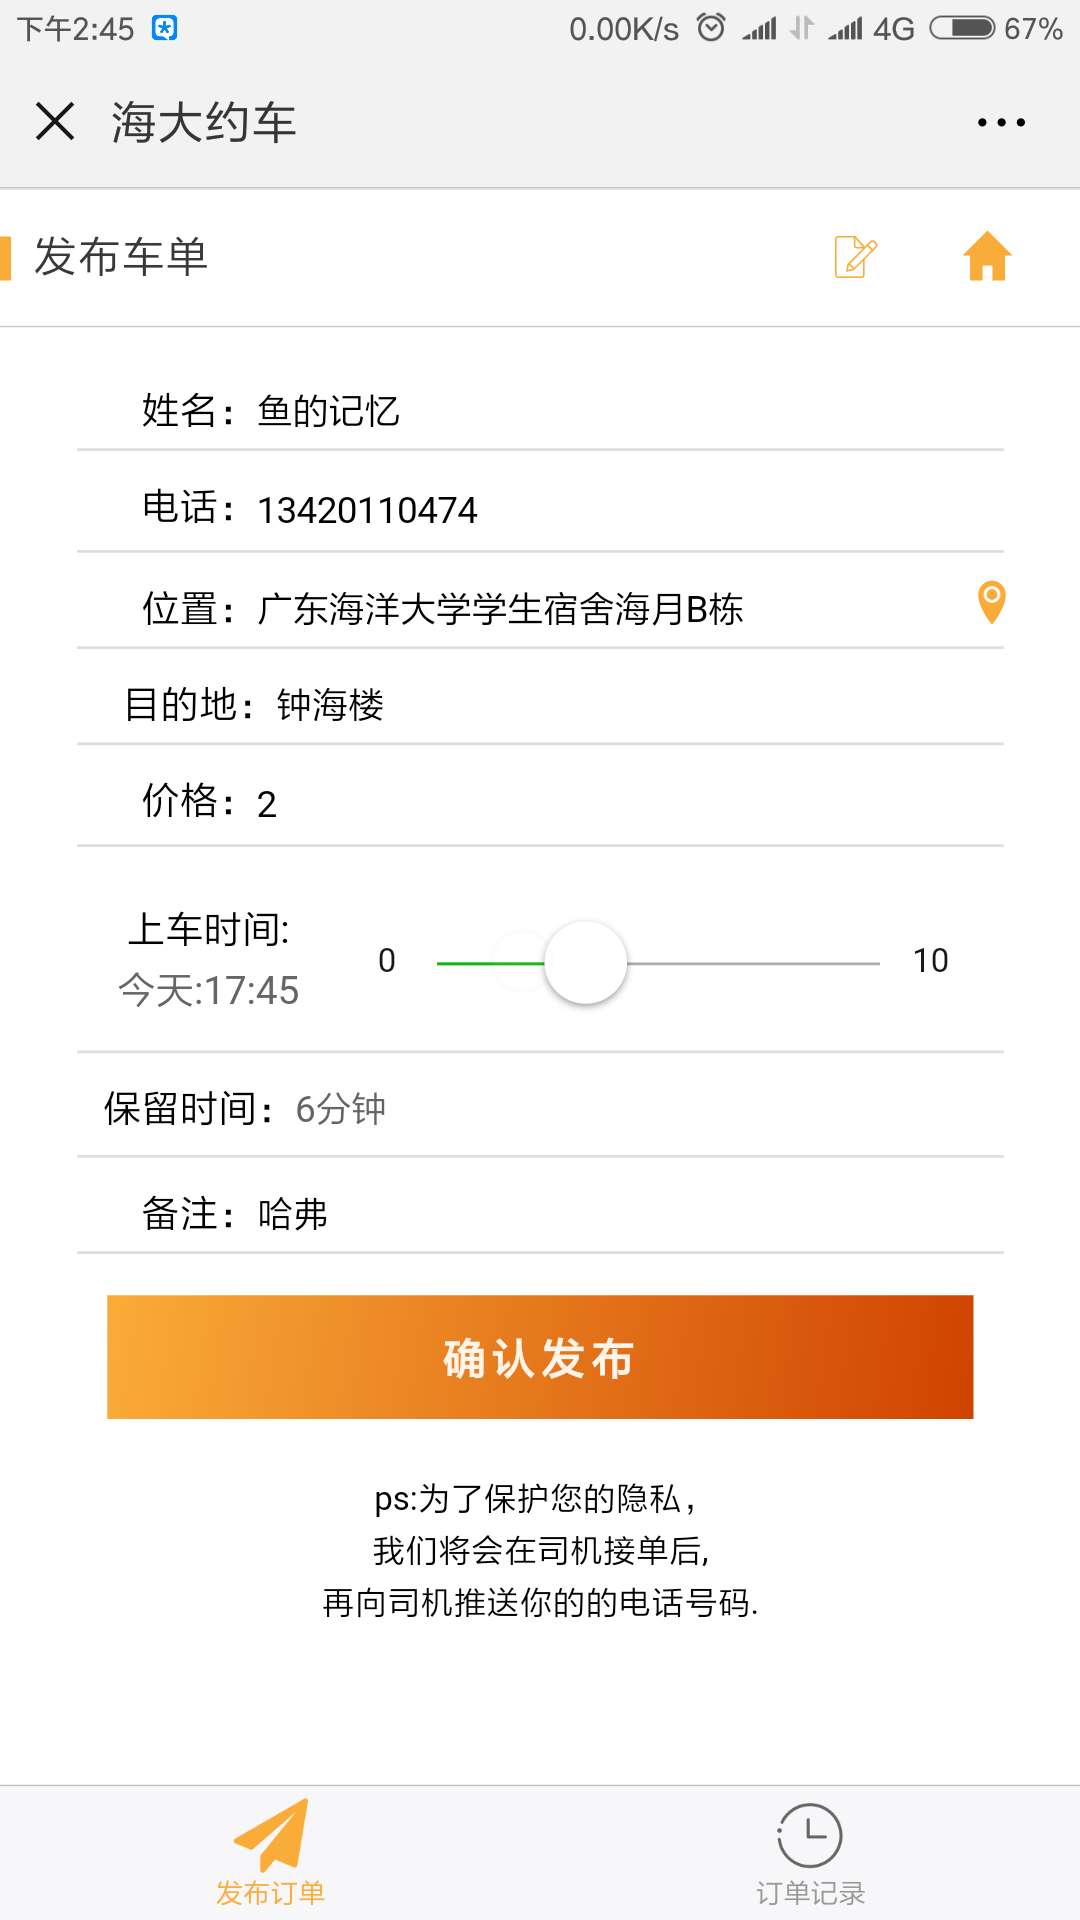 下午2:45 0.00K/s 4G 67%
海大约车
发布车单
姓名：鱼的记忆
电话：13420110474
位置：广东海洋大学学生宿舍海月B栋
目的地：钟海楼
价格：2
上车时间:
今天:17:45
0 10
保留时间：6分钟
备注：哈弗
确认发布
ps:为了保护您的隐私，
我们将会在司机接单后,
再向司机推送你的的电话号码.
发布订单 订单记录